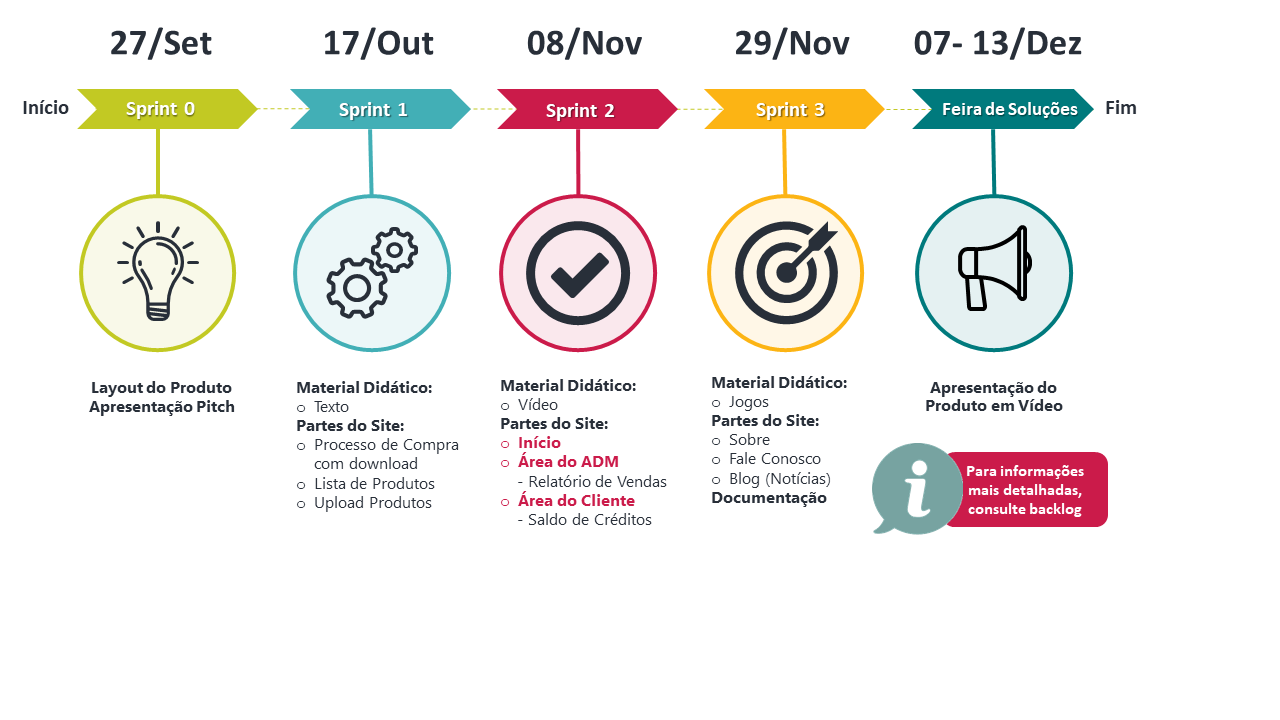 27/Set
17/Out
08/Nov
29/Nov
07- 13/Dez
Início
Sprint 0
Sprint 1
Sprint 2
Sprint 3
Feira de Soluções
Fim
Layout do Produto
Apresentação Pitch
Material Didático:
o Texto
Partes do Site:
o Processo de Compra
com download
o Lista de Produtos
o Upload Produtos
Material Didático:
o Vídeo
Partes do Site:
o Início
o Área do ADM
- Relatório de Vendas
o Área do Cliente
- Saldo de Créditos
Material Didático:
o Jogos
Partes do Site:
o Sobre
o Fale Conosco
o Blog (Notícias)
Documentação
Apresentação do
Produto em Vídeo
i
Para informações
mais detalhadas,
consulte backlog